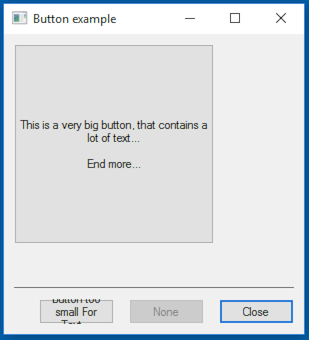 Button example
This is a very big button, that contains a
lot of text...
End more...
Button too
small For
Text...
None
Close